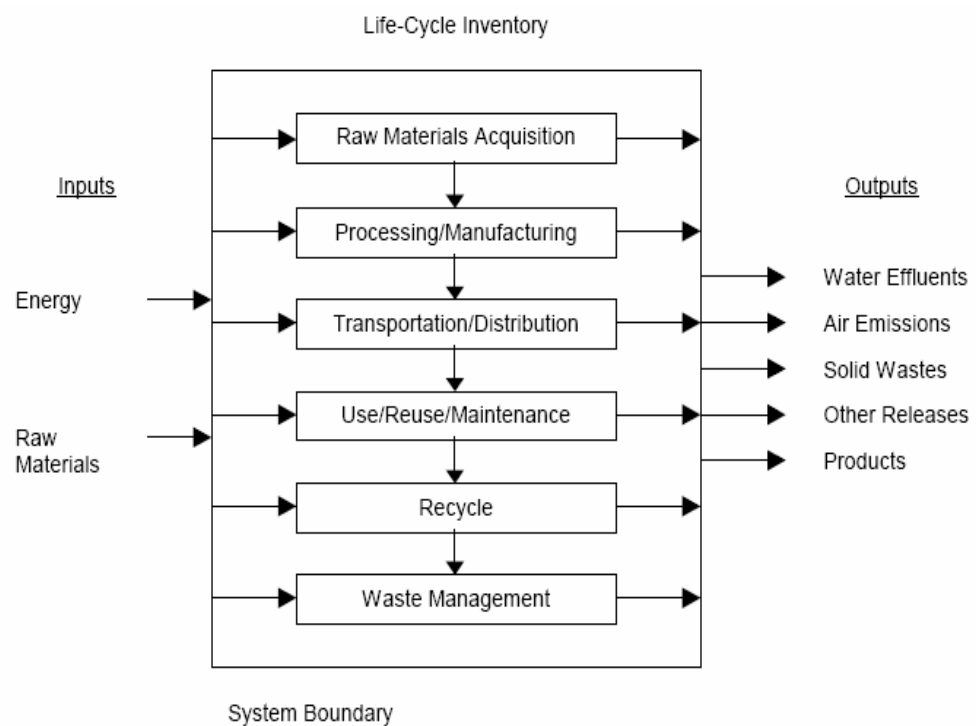 Life-Cycle Inventory
Inputs
Energy
Raw
Materials
Raw Materials Acquisition
Processing/Manufacturing
Transportation/Distribution
Use/Reuse/Maintenance
Recycle
Waste Management
Outputs
Water Effluents
Air Emissions
Solid Wastes
Other Releases
Products
System Boundary